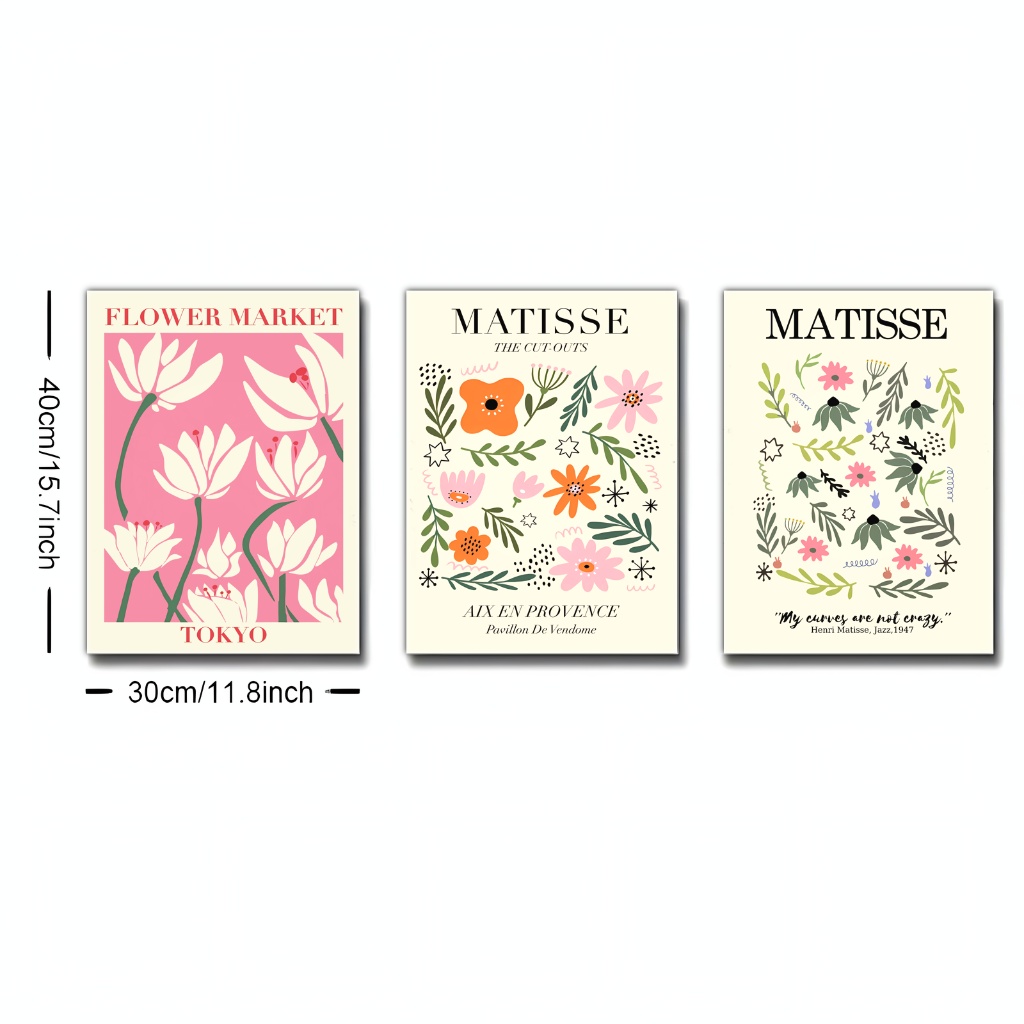 FLOWER MARKET
TOKYO
40cm/15.7inch
30cm/11.8inch
MATISSE
THE CUT-OUTS
AIX EN PROVENCE
Pavillon De Vendome
MATISSE
"My curves are not crazy."
Henri Matisse, Jazz,1947